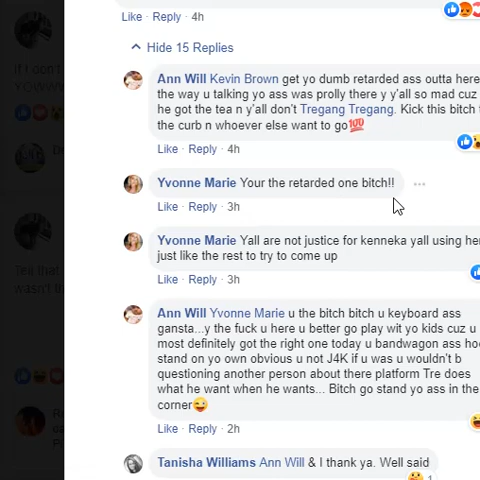 Like · Reply · 4h
Hide 15 Replies
Ann Will Kevin Brown get yo dumb retarded ass outta here
the way u talking yo ass was prolly there y y'all so mad cuz
he got the tea n y'all don't Tregang Tregang. Kick this bitch t
the curb n whoever else want to go💯
Like · Reply · 4h
Yvonne Marie Your the retarded one bitch!!
Like · Reply · 3h
Yvonne Marie Yall are not justice for kenneka yall using her
just like the rest to try to come up
Like · Reply · 3h
Ann Will Yvonne Marie u the bitch bitch u keyboard ass
gansta...y the fuck u here u better go play wit yo kids cuz u
most definitely got the right one today u bandwagon ass hoe
stand on yo own obvious u not J4K if u was u wouldn't b
questioning another person about there platform Tre does
what he want when he wants... Bitch go stand yo ass in the
corner😜
Like · Reply · 2h
Tanisha Williams Ann Will & I thank ya. Well said
1